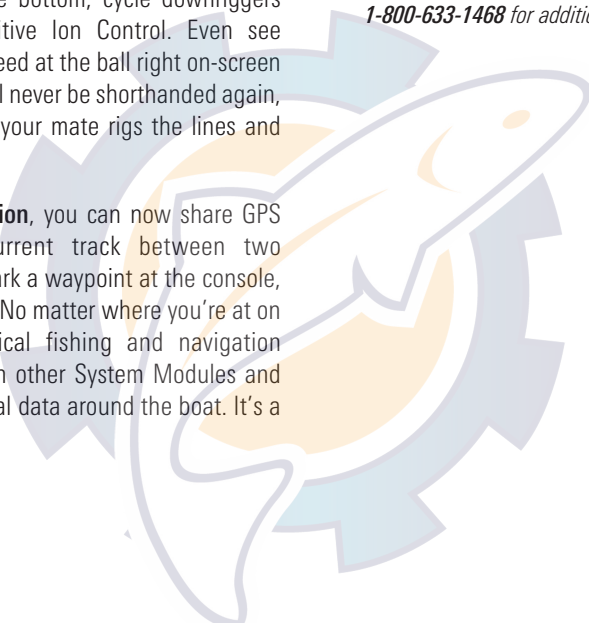 bottom, cycle downriggers
itive Ion Control. Even see
eed at the ball right on-screen
l never be shorthanded again,
your mate rigs the lines and
ion, you can now share GPS
urrent track between two
ark a waypoint at the console,
No matter where you're at on
ical fishing and navigation
n other System Modules and
al data around the boat. It's a
1-800-633-1468 for additio